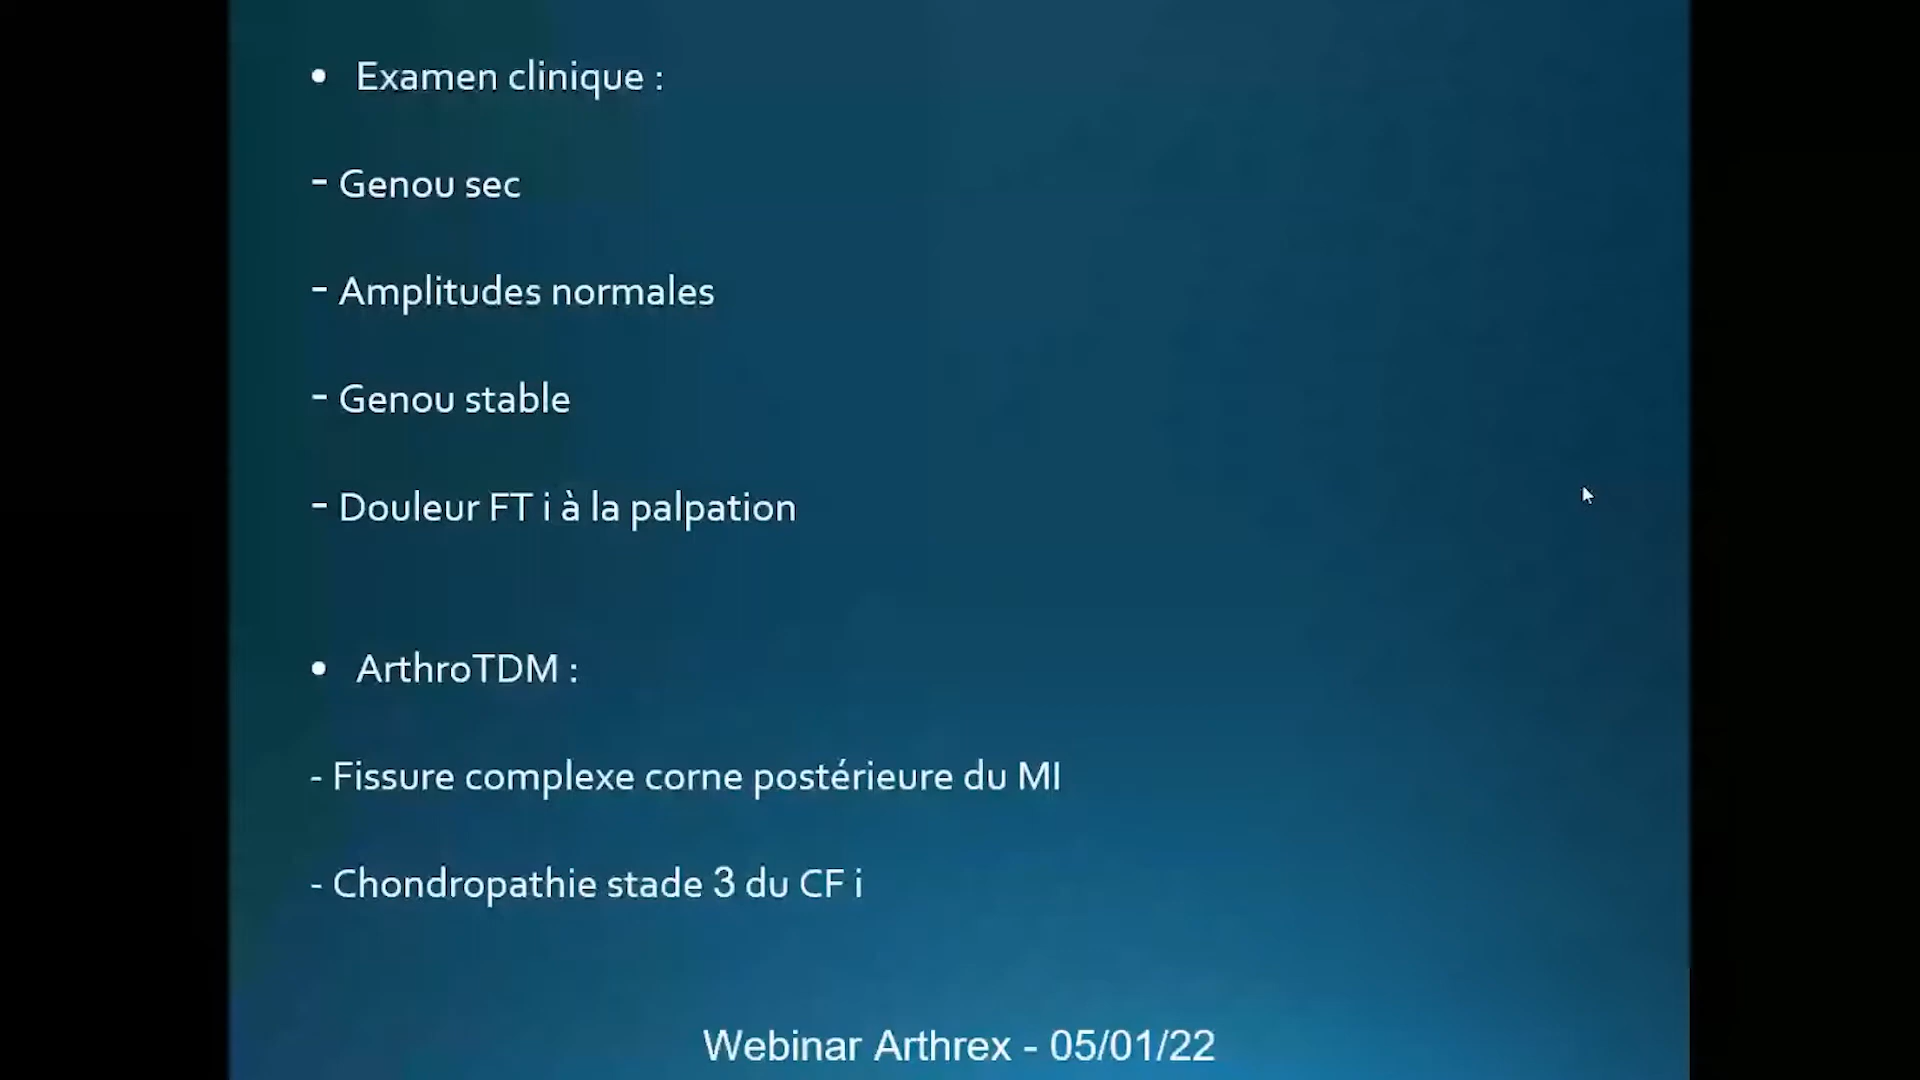 • Examen clinique :
- Genou sec
- Amplitudes normales
- Genou stable
- Douleur FT i à la palpation
• ArthroTDM :
- Fissure complexe corne postérieure du MI
- Chondropathie stade 3 du CF i
Webinar Arthrex - 05/01/22